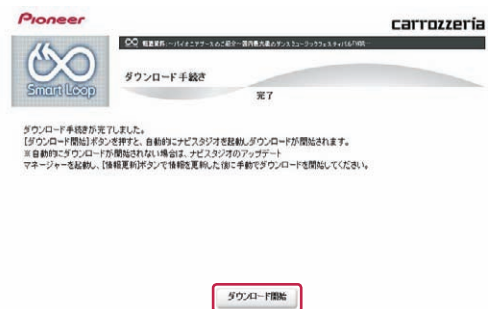 Pioneer
carrozzeria
Smart Loop
ダウンロード手続き
完了
ダウンロード手続きが完了しました。
[ダウンロード開始]ボタンを押すと、自動的にナビスタジオを起動しダウンロードが開始されます。
※自動的にダウンロードが開始されない場合は、ナビスタジオのアップデート
マネージャーを起動し、[情報更新]ボタンで情報を更新した後に手動でダウンロードを開始してください。
ダウンロード開始